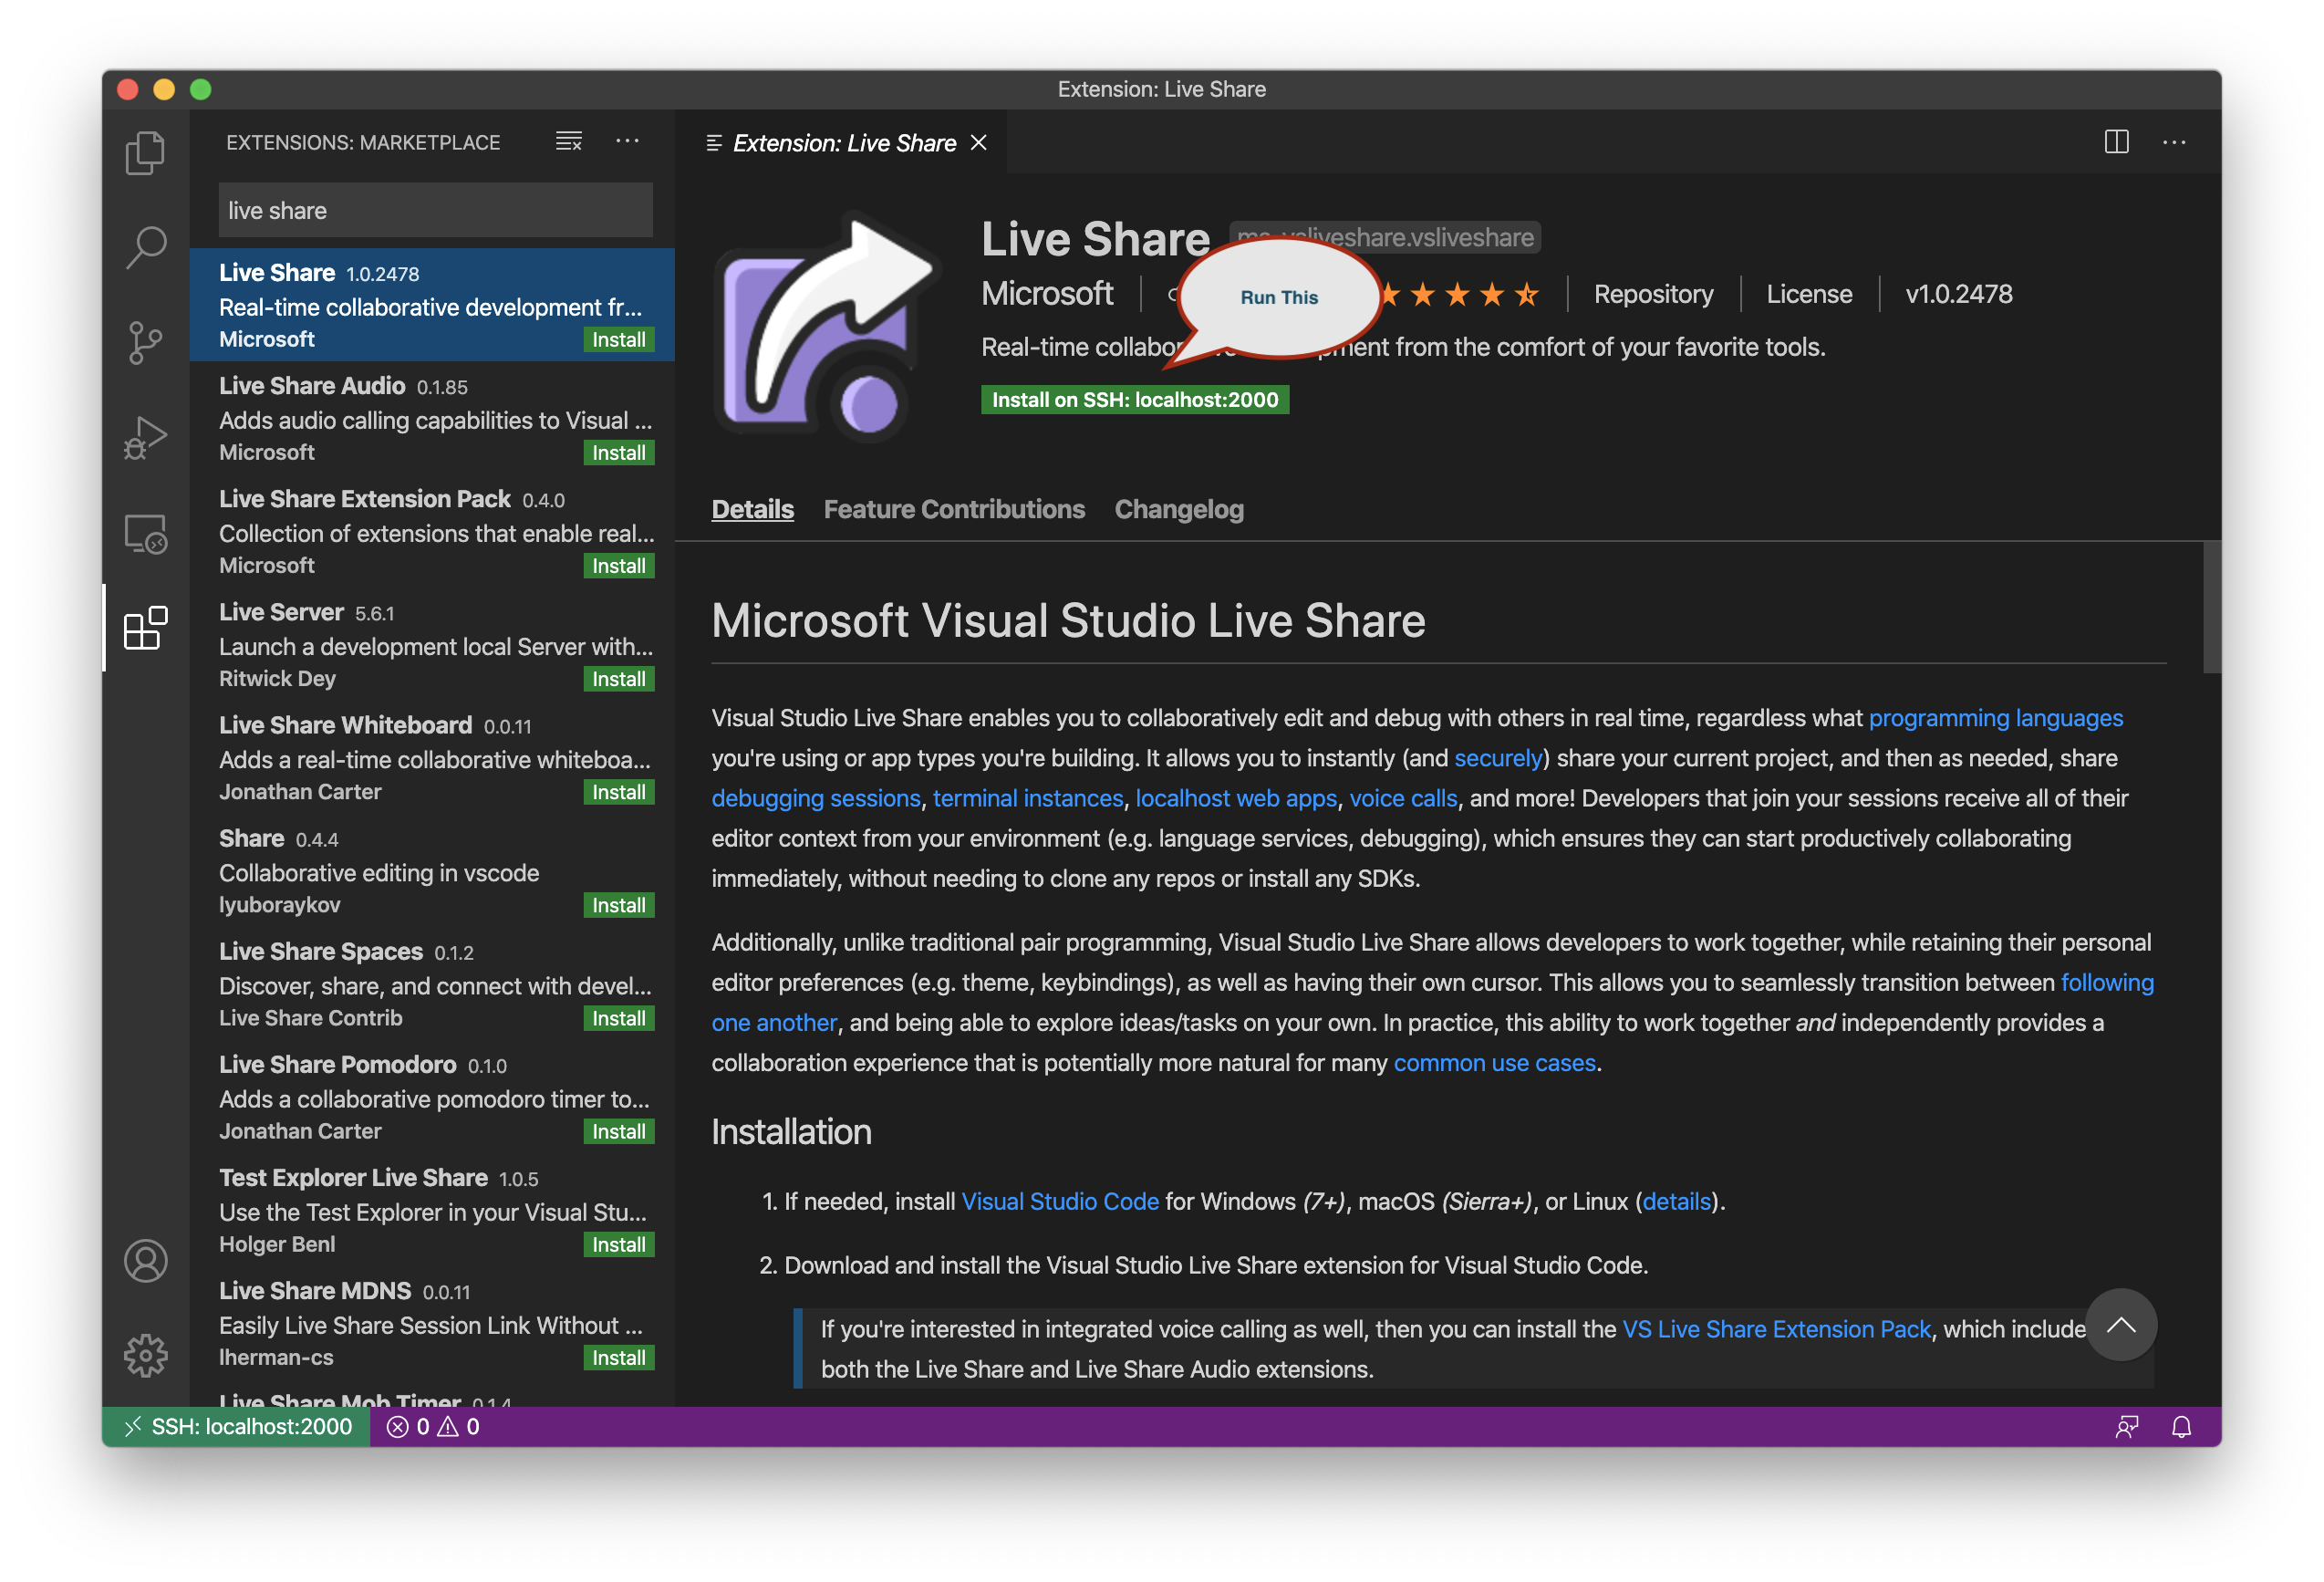 Extension: Live Share
EXTENSIONS: MARKETPLACE
live share
Live Share 1.0.2478
Real-time collaborative development fr...
Microsoft
Install
Live Share Audio 0.1.85
Adds audio calling capabilities to Visual ...
Microsoft
Install
Live Share Extension Pack 0.4.0
Collection of extensions that enable real...
Microsoft
Install
Live Server 5.6.1
Launch a development local Server with...
Ritwick Dey
Install
Live Share Whiteboard 0.0.11
Adds a real-time collaborative whiteboa...
Jonathan Carter
Install
Share 0.4.4
Collaborative editing in vscode
lyuboraykov
Install
Live Share Spaces 0.1.2
Discover, share, and connect with devel...
Live Share Contrib
Install
Live Share Pomodoro 0.1.0
Adds a collaborative pomodoro timer to...
Jonathan Carter
Install
Test Explorer Live Share 1.0.5
Use the Test Explorer in your Visual Stu...
Holger Benl
Install
Live Share MDNS 0.0.11
Easily Live Share Session Link Without ...
lherman-cs
Install
Live Share Mob Timer 0.1.4
Extension: Live Share
Live Share ms-vsliveshare.vsliveshare
Microsoft
Run This
Repository
License
v1.0.2478
Real-time from the comfort of your favorite tools.
Install on SSH: localhost:2000
Details Feature Contributions Changelog
Microsoft Visual Studio Live Share
Visual Studio Live Share enables you to collaboratively edit and debug with others in real time, regardless what programming languages
you're using or app types you're building. It allows you to instantly (and securely) share your current project, and then as needed, share
debugging sessions, terminal instances, localhost web apps, voice calls, and more! Developers that join your sessions receive all of their
editor context from your environment (e.g. language services, debugging), which ensures they can start productively collaborating
immediately, without needing to clone any repos or install any SDKs.
Additionally, unlike traditional pair programming, Visual Studio Live Share allows developers to work together, while retaining their personal
editor preferences (e.g. theme, keybindings), as well as having their own cursor. This allows you to seamlessly transition between following
one another, and being able to explore ideas/tasks on your own. In practice, this ability to work together and independently provides a
collaboration experience that is potentially more natural for many common use cases.
Installation
1. If needed, install Visual Studio Code for Windows (7+), macOS (Sierra+), or Linux (details).
2. Download and install the Visual Studio Live Share extension for Visual Studio Code.
If you're interested in integrated voice calling as well, then you can install the VS Live Share Extension Pack, which include
both the Live Share and Live Share Audio extensions.
SSH: localhost:2000
0 0